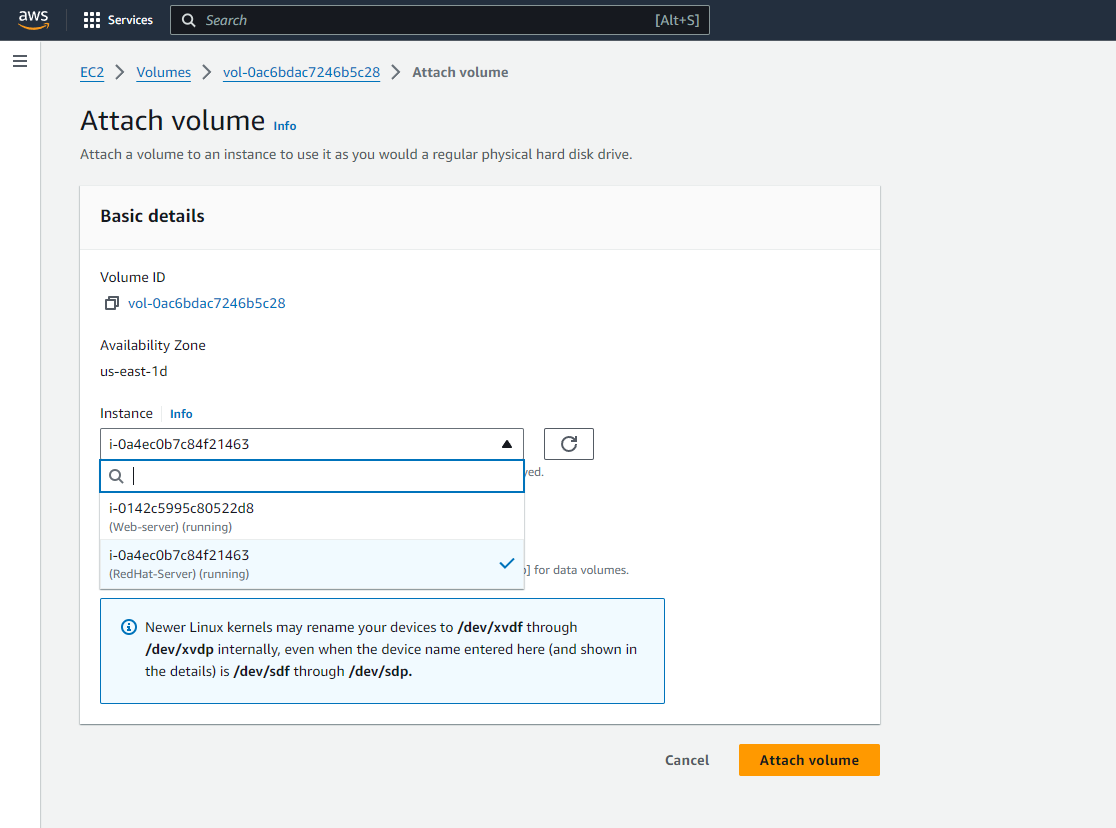 aws
Services
Search
[Alt+S]
EC2 > Volumes > vol-0ac6bdac7246b5c28 > Attach volume
Attach volume Info
Attach a volume to an instance to use it as you would a regular physical hard disk drive.
Basic details
Volume ID
vol-0ac6bdac7246b5c28
Availability Zone
us-east-1d
Instance Info
i-0a4ec0b7c84f21463
i-0142c5995c80522d8
(Web-server) (running)
i-0a4ec0b7c84f21463
(RedHat-Server) (running)
] for data volumes.
Newer Linux kernels may rename your devices to /dev/xvdf through
/dev/xvdp internally, even when the device name entered here (and shown in
the details) is /dev/sdf through /dev/sdp.
Cancel
Attach volume